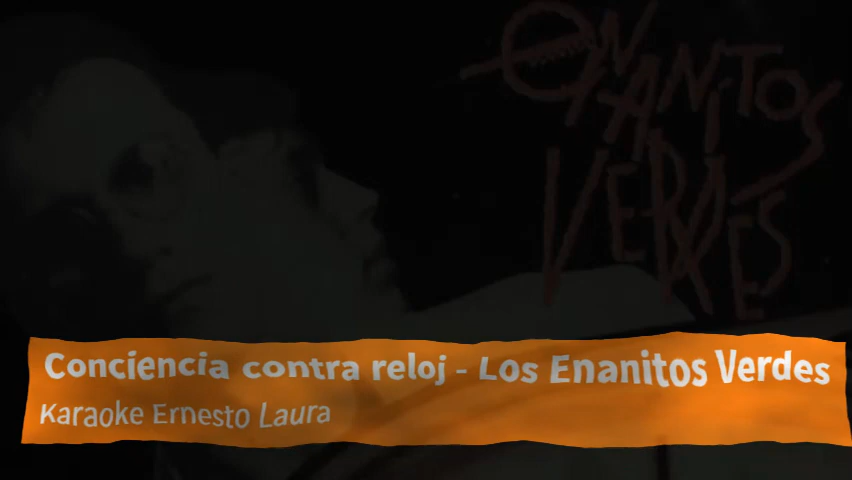 ENANITOS
VERDES
Conciencia contra reloj - Los Enanitos Verdes
Karaoke Ernesto Laura